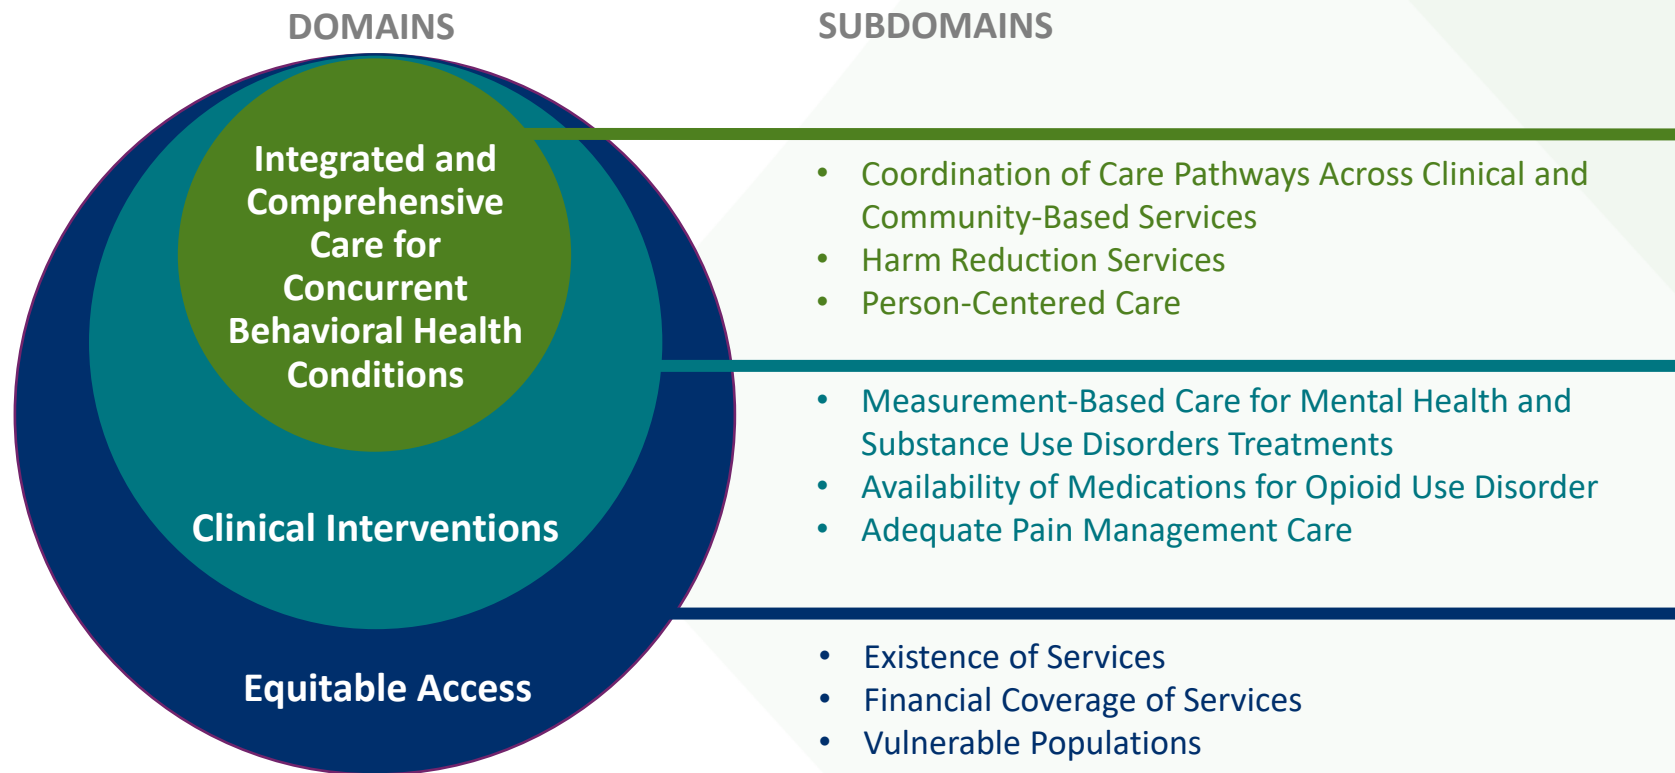 DOMAINS
SUBDOMAINS
Integrated and
Comprehensive
Care for
Concurrent
Behavioral Health
Conditions
• Coordination of Care Pathways Across Clinical and
Community-Based Services
• Harm Reduction Services
• Person-Centered Care
Clinical Interventions
• Measurement-Based Care for Mental Health and
Substance Use Disorders Treatments
• Availability of Medications for Opioid Use Disorder
• Adequate Pain Management Care
Equitable Access
• Existence of Services
• Financial Coverage of Services
• Vulnerable Populations